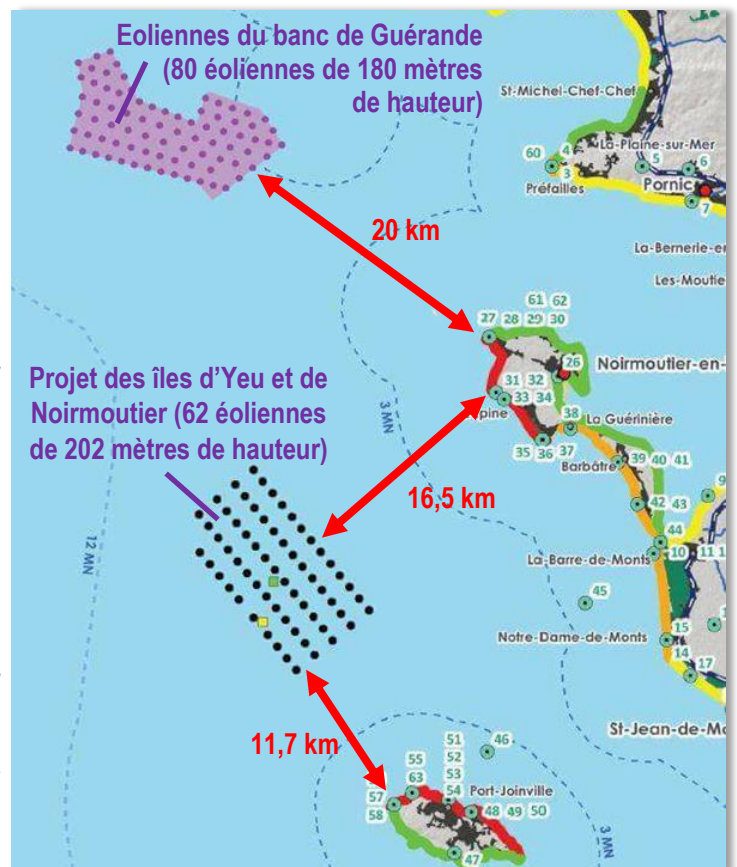 Eoliennes du banc de Guérande
(80 éoliennes de 180 mètres
de hauteur)
St-Michel-Chef-Chef
La-Plaine-sur-Mer
60 4 5 6
3
Préfailles
Pornic
7
20 km
La-Bernerie-en
Les-Moutie
61 62
27 28 29 30
26
Noirmoutier-en-
Projet des îles d’Yeu et de
Noirmoutier (62 éoliennes
de 202 mètres de hauteur)
3 MN
31 32
33 34
pine
38 La Guérinière
35 36 37
Barbâtre
39 40 41
16,5 km
42 43
9
12 MN
44
La-Barre-de-Monts
10 11 1
45
Notre-Dame-de-Monts
15
14
17
St-Jean-de-Mo
11,7 km
51 46
55 52
63 53
57 54 Port-Joinville
58
48 49 50
47
3 MN